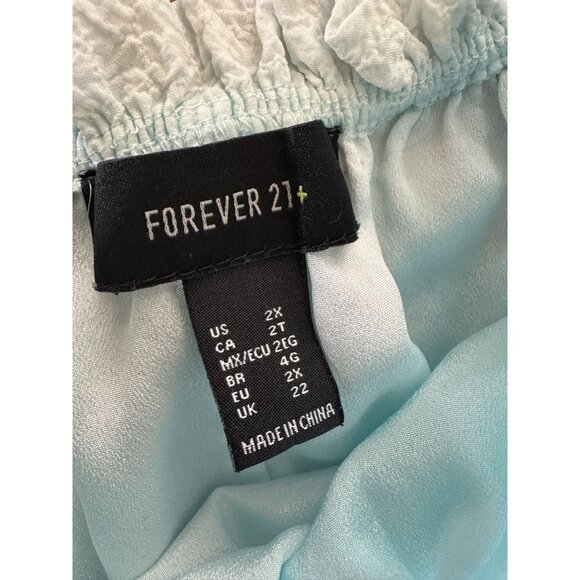 FOREVER 21+
US 2X
CA 2T
MX/ECU 2EG
BR 4G
EU 2X
UK 22
MADE IN CHINA